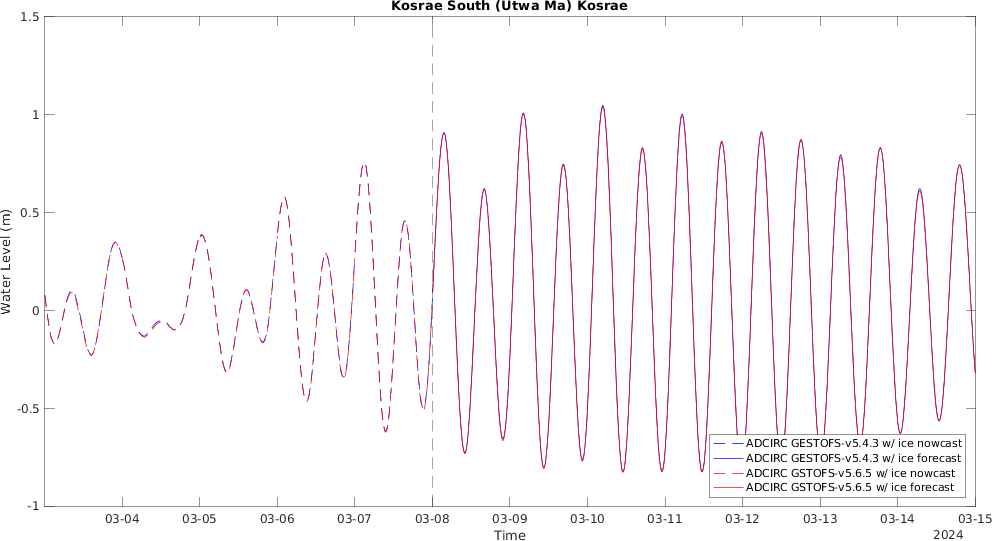 Kosrae South (Utwa Ma) Kosrae
1.5
1
0.5
0
-0.5
-1
Water Level (m)
03-04 03-05 03-06 03-07 03-08 03-09 03-10 03-11 03-12 03-13 03-14 03-15
Time
2024
ADCIRC GESTOFS-v5.4.3 w/ ice nowcast
ADCIRC GESTOFS-v5.4.3 w/ ice forecast
ADCIRC GSTOFS-v5.6.5 w/ ice nowcast
ADCIRC GSTOFS-v5.6.5 w/ ice forecast